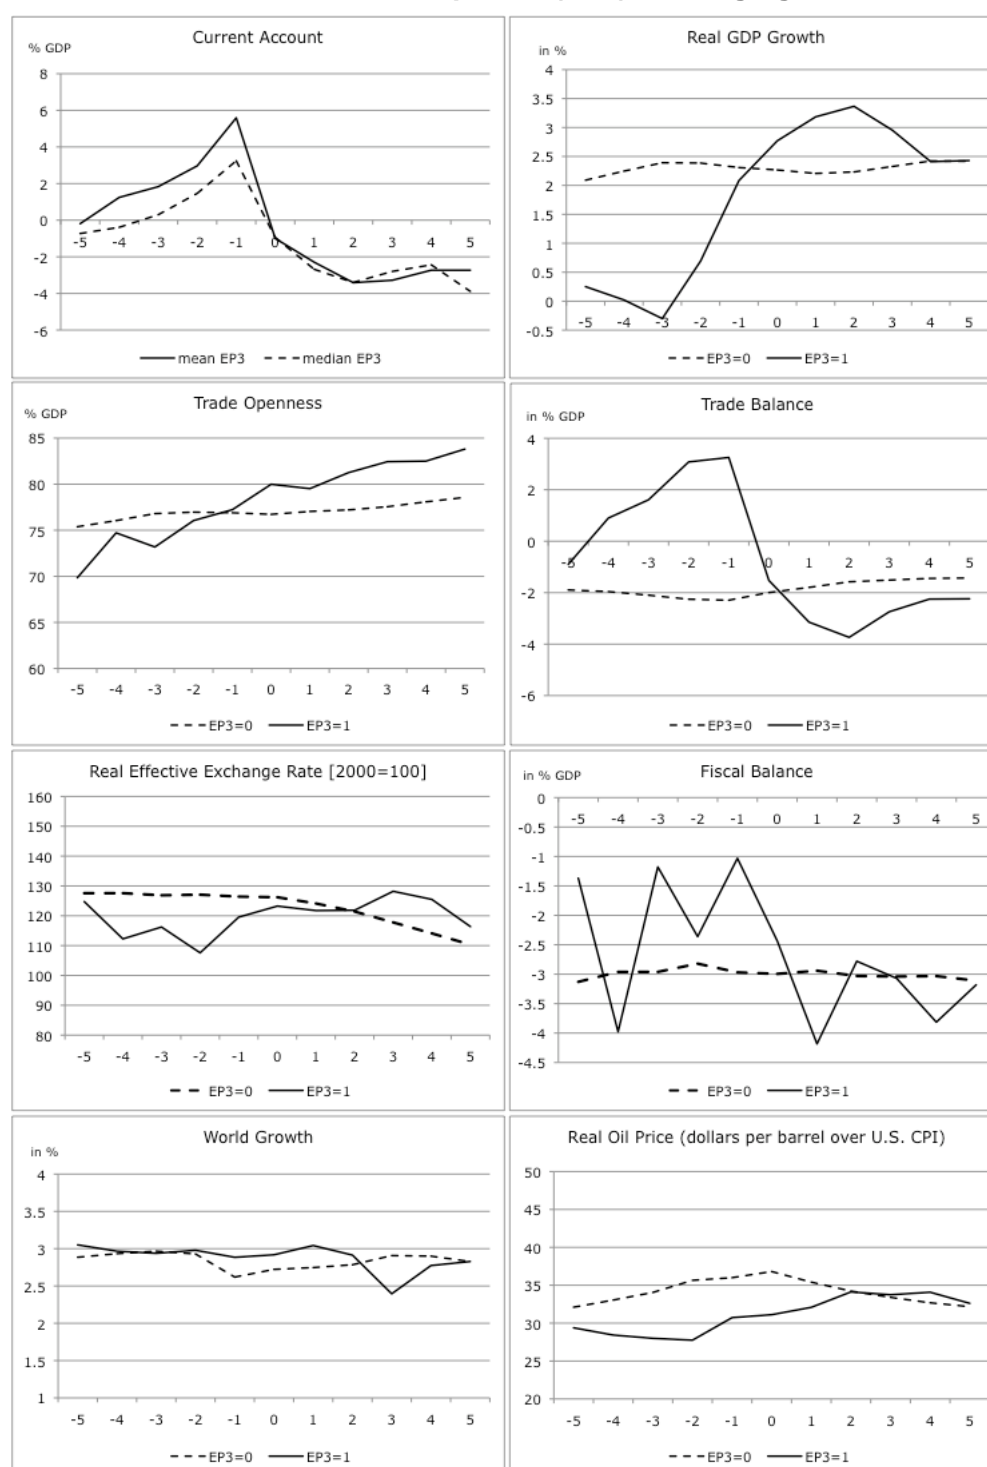 Current Account
% GDP
8
6
4
2
0
-2
-4
-6
-5 -4 -3 -2 -1 0 1 2 3 4 5
mean EP3 median EP3
Real GDP Growth
in %
4
3.5
3
2.5
2
1.5
1
0.5
0
-0.5
-5 -4 -3 -2 -1 0 1 2 3 4 5
EP3=0 EP3=1
Trade Openness
% GDP
85
80
75
70
65
60
-5 -4 -3 -2 -1 0 1 2 3 4 5
EP3=0 EP3=1
Trade Balance
in % GDP
4
2
0
-2
-4
-6
-5 -4 -3 -2 -1 0 1 2 3 4 5
EP3=0 EP3=1
Real Effective Exchange Rate [2000=100]
160
150
140
130
120
110
100
90
80
-5 -4 -3 -2 -1 0 1 2 3 4 5
EP3=0 EP3=1
Fiscal Balance
in % GDP
0
-0.5
-1
-1.5
-2
-2.5
-3
-3.5
-4
-4.5
-5 -4 -3 -2 -1 0 1 2 3 4 5
EP3=0 EP3=1
World Growth
in %
4
3.5
3
2.5
2
1.5
1
-5 -4 -3 -2 -1 0 1 2 3 4 5
EP3=0 EP3=1
Real Oil Price (dollars per barrel over U.S. CPI)
50
45
40
35
30
25
20
-5 -4 -3 -2 -1 0 1 2 3 4 5
EP3=0 EP3=1